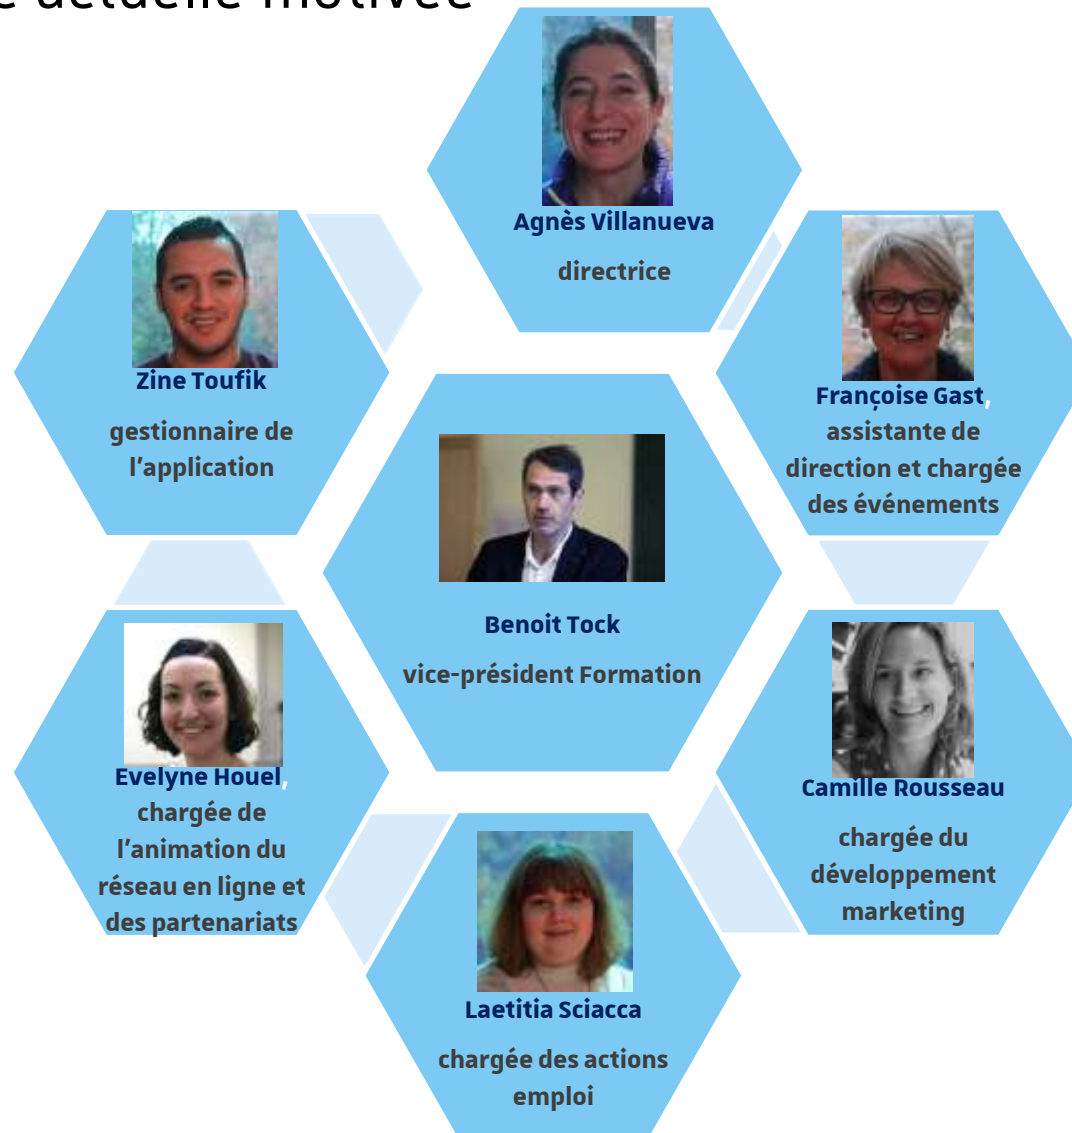 actuelle motivée
Agnès Villanueva
directrice
Zine Toufik
gestionnaire de
l'application
Françoise Gast,
assistante de
direction et chargée
des événements
Benoit Tock
vice-président Formation
Evelyne Houel,
chargée de
l'animation du
réseau en ligne et
des partenariats
Camille Rousseau
chargée du
développement
marketing
Laetitia Sciacca
chargée des actions
emploi